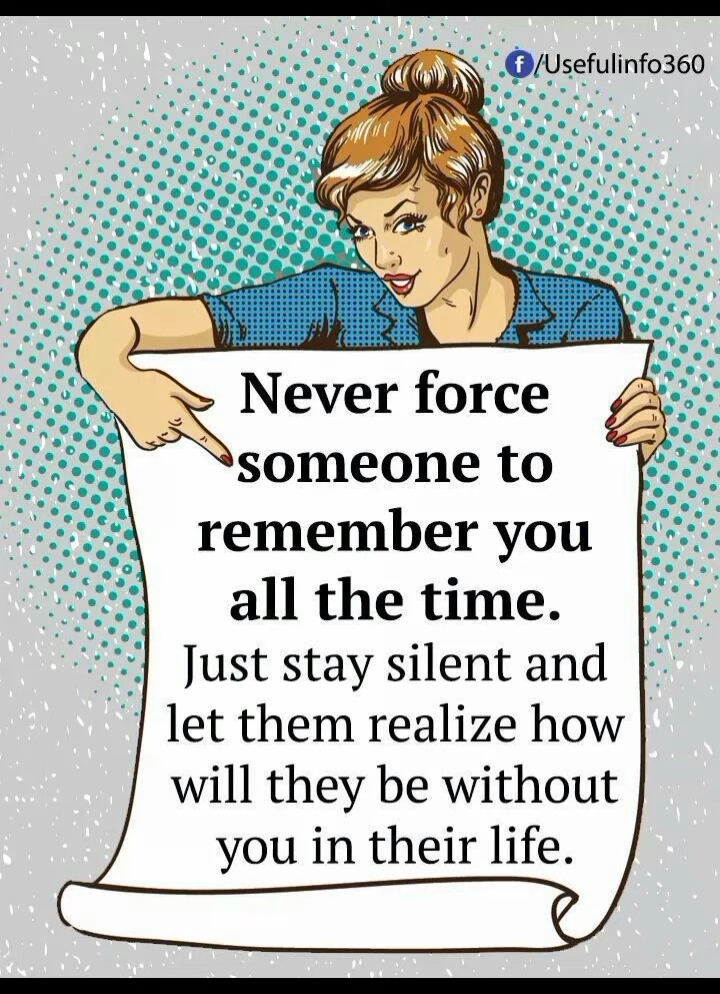 f/Usefulinfo360
Never force
someone to
remember you
all the time.
Just stay silent and
let them realize how
will they be without
you in their life.